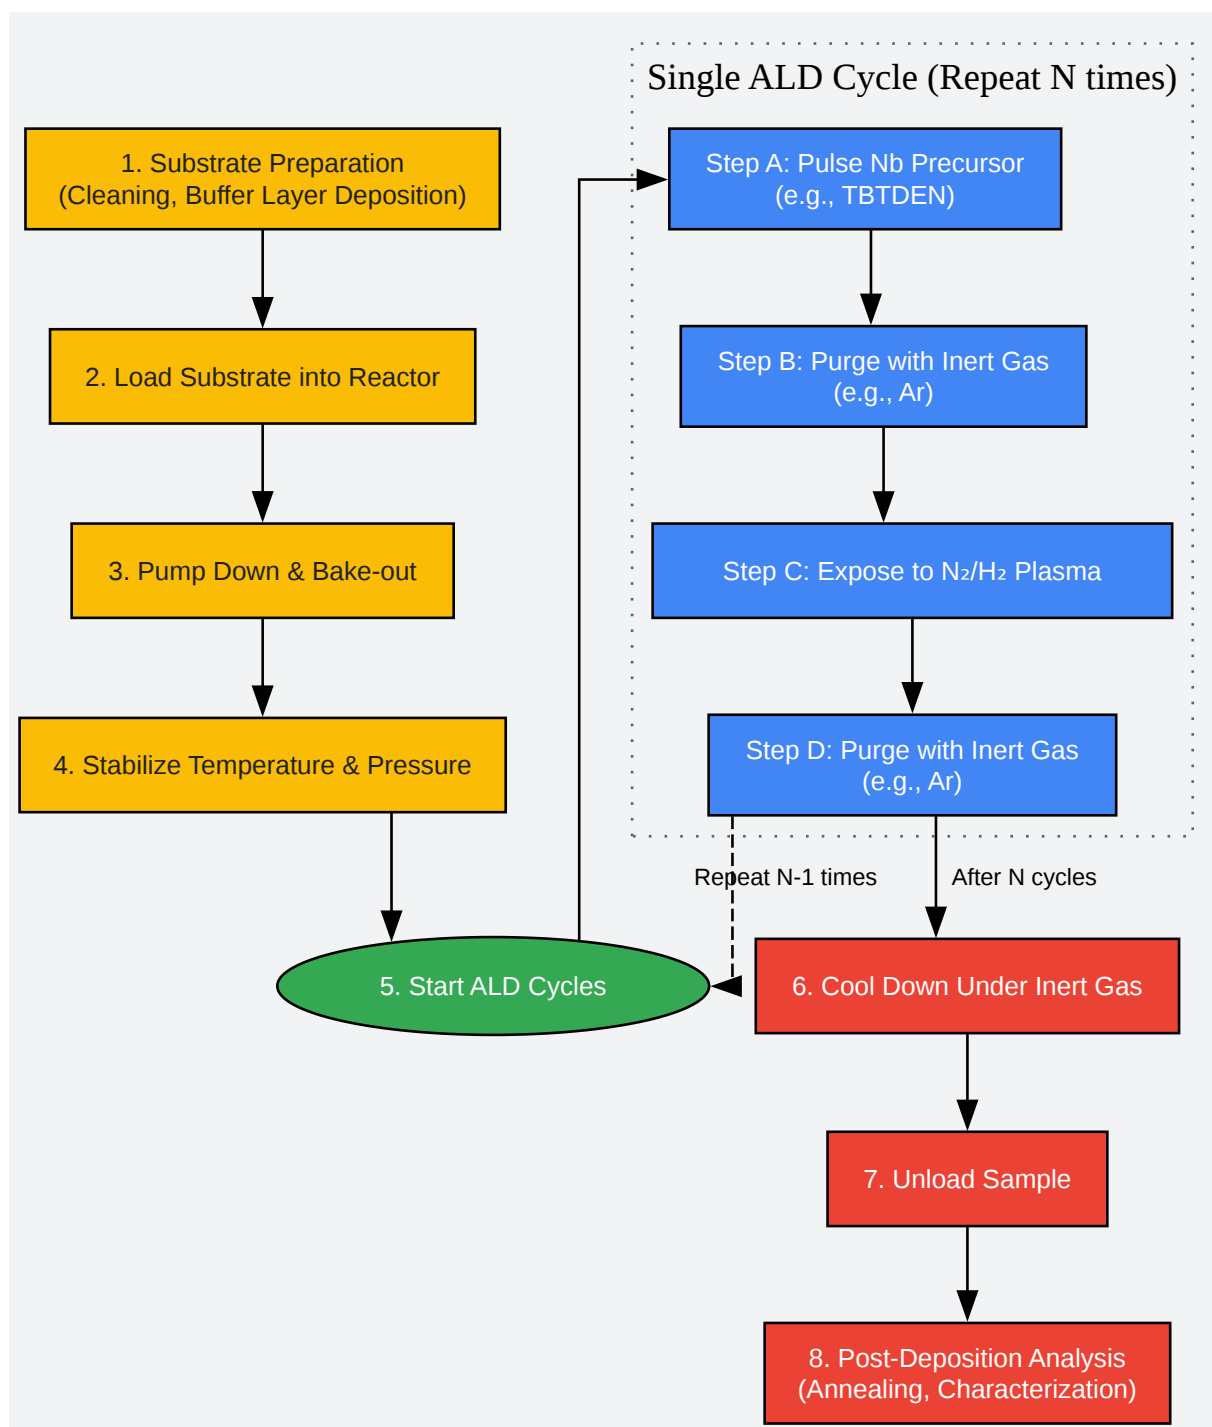 1. Substrate Preparation
(Cleaning, Buffer Layer Deposition)
2. Load Substrate into Reactor
3. Pump Down & Bake-out
4. Stabilize Temperature & Pressure
5. Start ALD Cycles
Single ALD Cycle (Repeat N times)
Step A: Pulse Nb Precursor
(e.g., TBTDEN)
Step B: Purge with Inert Gas
(e.g., Ar)
Step C: Expose to N₂/H₂ Plasma
Step D: Purge with Inert Gas
(e.g., Ar)
Repeat N-1 times
After N cycles
6. Cool Down Under Inert Gas
7. Unload Sample
8. Post-Deposition Analysis
(Annealing, Characterization)